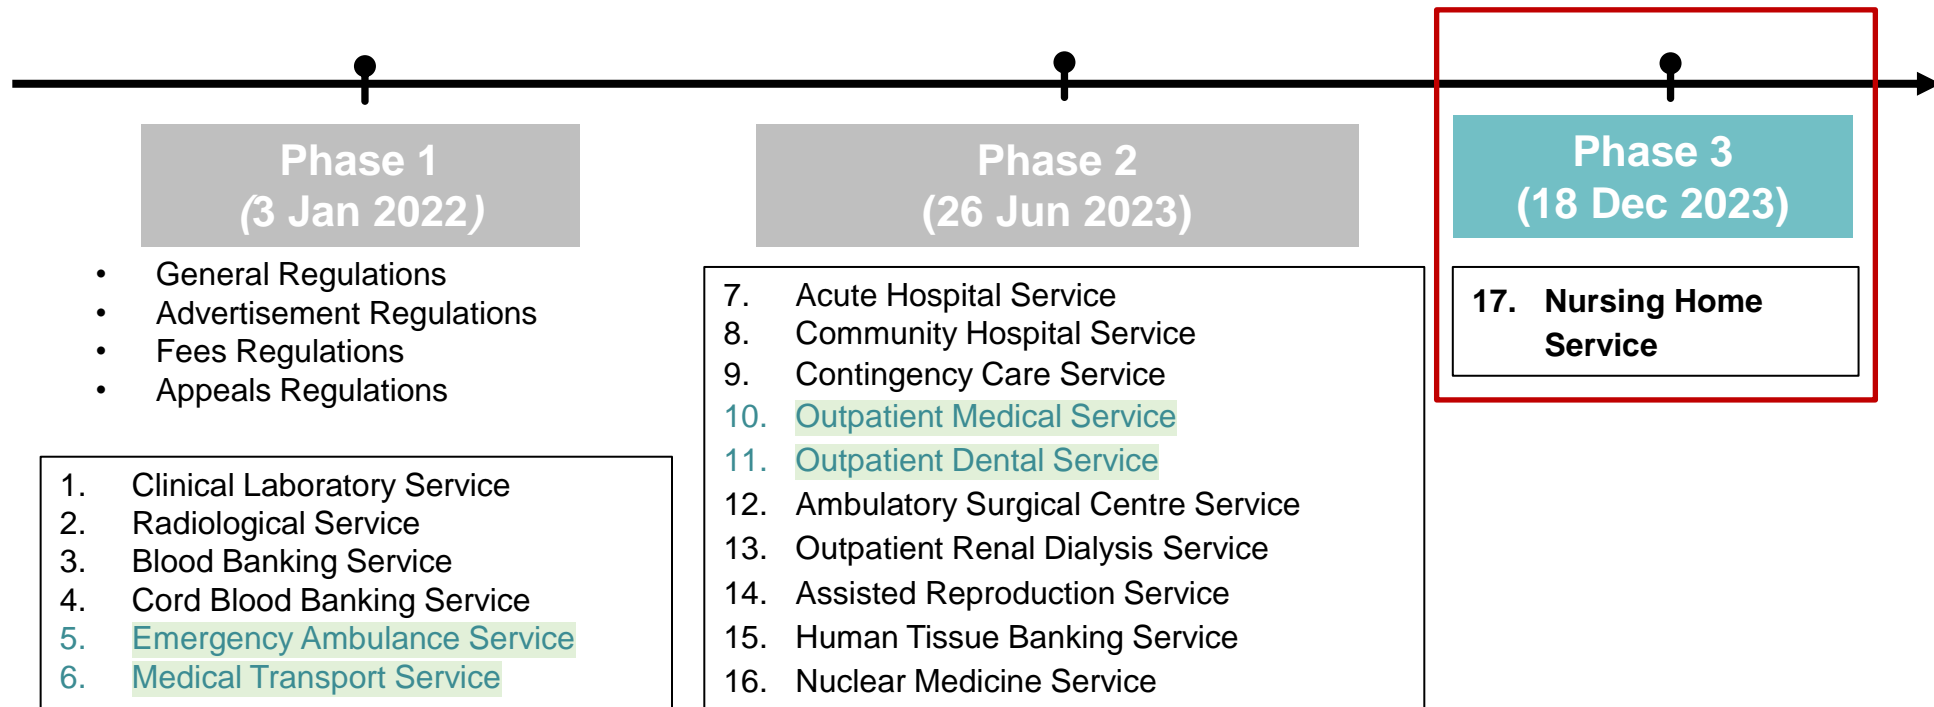 Phase 1
(3 Jan 2022)
• General Regulations
• Advertisement Regulations
• Fees Regulations
• Appeals Regulations
1. Clinical Laboratory Service
2. Radiological Service
3. Blood Banking Service
4. Cord Blood Banking Service
5. Emergency Ambulance Service
6. Medical Transport Service
Phase 2
(26 Jun 2023)
7. Acute Hospital Service
8. Community Hospital Service
9. Contingency Care Service
10. Outpatient Medical Service
11. Outpatient Dental Service
12. Ambulatory Surgical Centre Service
13. Outpatient Renal Dialysis Service
14. Assisted Reproduction Service
15. Human Tissue Banking Service
16. Nuclear Medicine Service
Phase 3
(18 Dec 2023)
17. Nursing Home
Service